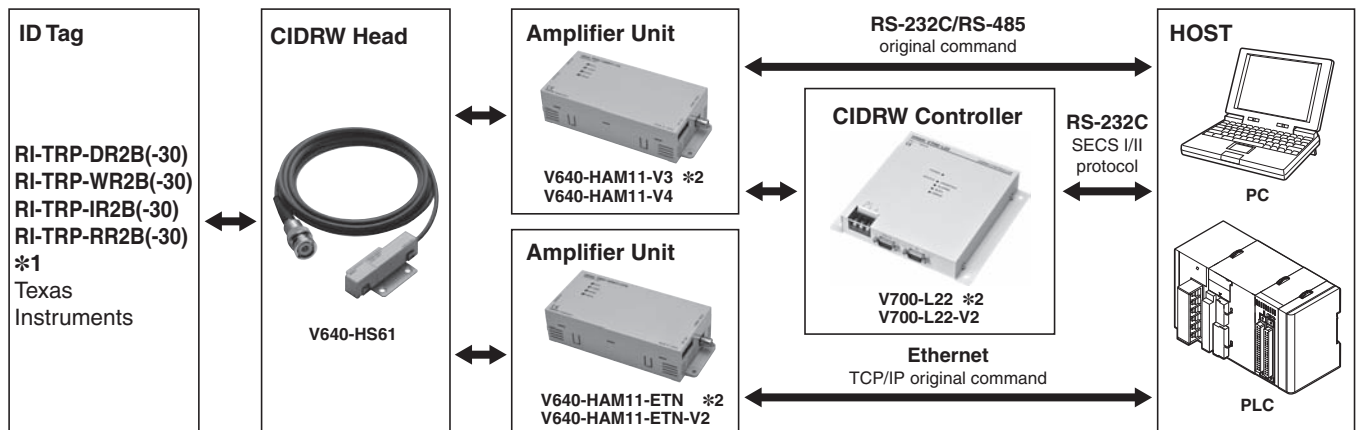 ID Tag
RI-TRP-DR2B(-30)
RI-TRP-WR2B(-30)
RI-TRP-IR2B(-30)
RI-TRP-RR2B(-30)
✻1
Texas
Instruments
CIDRW Head
V640-HS61
Amplifier Unit
V640-HAM11-V3 ✻2
V640-HAM11-V4
Amplifier Unit
V640-HAM11-ETN ✻2
V640-HAM11-ETN-V2
RS-232C/RS-485
original command
CIDRW Controller
V700-L22 ✻2
V700-L22-V2
RS-232C
SECS I/II
protocol
Ethernet
TCP/IP original command
HOST
PC
PLC